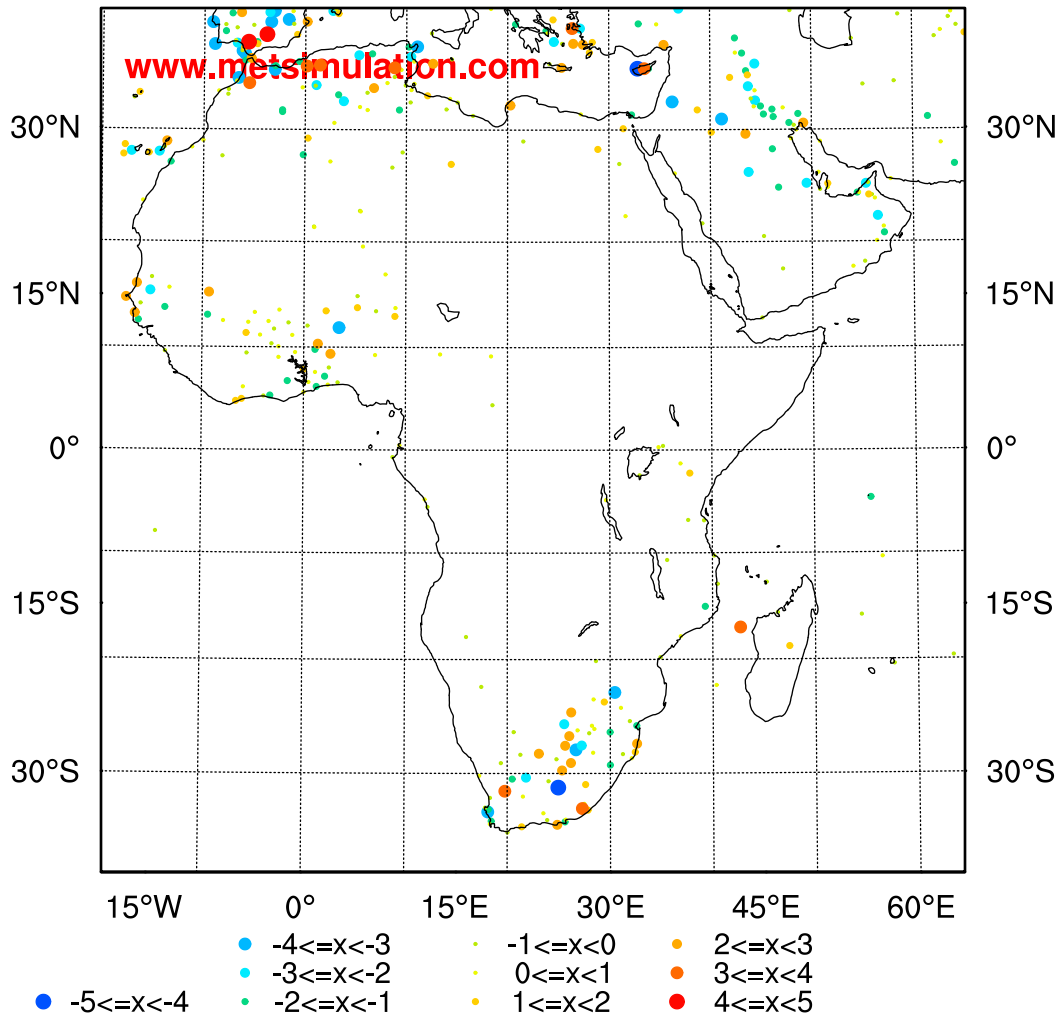 www.metsimulation.com
30°N 30°N
15°N 15°N
0° 0°
15°S 15°S
30°S 30°S
15°W 0° 15°E 30°E 45°E 60°E
-4<=x<-3 -1<=x<0 2<=x<3
-3<=x<-2 0<=x<1 3<=x<4
-5<=x<-4 -2<=x<-1 1<=x<2 4<=x<5